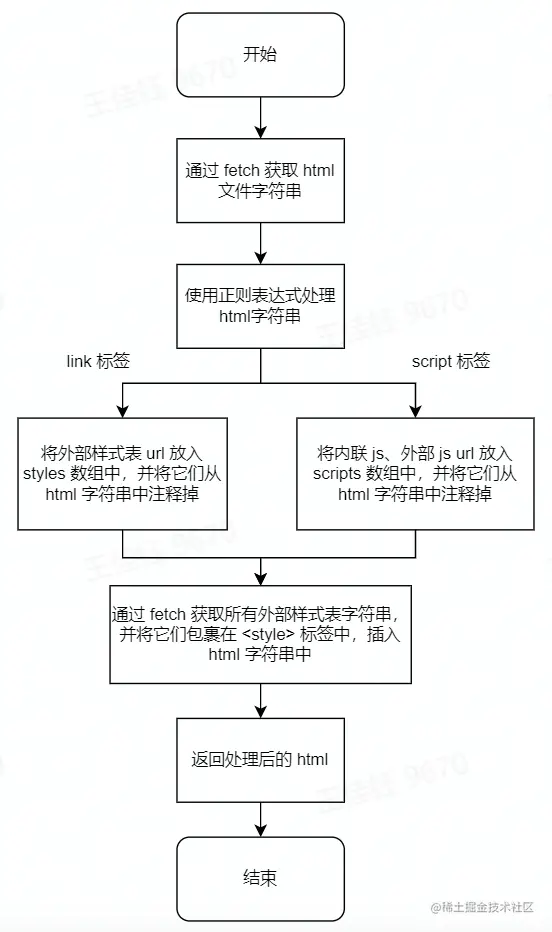 开始
通过 fetch 获取 html
文件字符串
使用正则表达式处理
html字符串
link 标签
script 标签
将外部样式表 url 放入
styles 数组中，并将它们从
html 字符串中注释掉
将内联 js、外部 js url 放入
scripts 数组中，并将它们从
html 字符串中注释掉
通过 fetch 获取所有外部样式表字符串，
并将它们包裹在 <style> 标签中，插入
html 字符串中
返回处理后的 html
结束
@稀土掘金技术社区